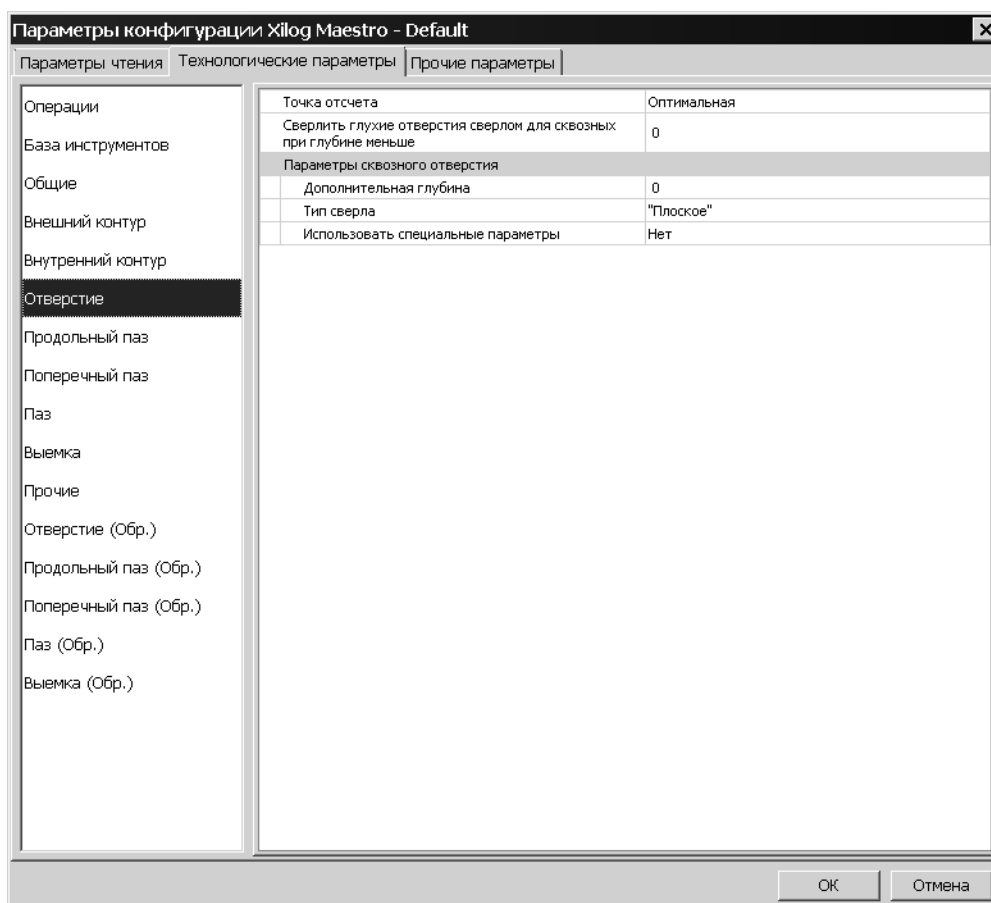 Параметры конфигурации Xilog Maestro - Default
Параметры чтения
Технологические параметры
Прочие параметры
Операции
База инструментов
Общие
Внешний контур
Внутренний контур
Отверстие
Продольный паз
Поперечный паз
Паз
Выемка
Прочие
Отверстие (Обр.)
Продольный паз (Обр.)
Поперечный паз (Обр.)
Паз (Обр.)
Выемка (Обр.)
Точка отсчета Оптимальная
Сверлить глухие отверстия сверлом для сквозных
при глубине меньше 0
Параметры сквозного отверстия
Дополнительная глубина 0
Тип сверла "Плоское"
Использовать специальные параметры Нет
ОК
Отмена